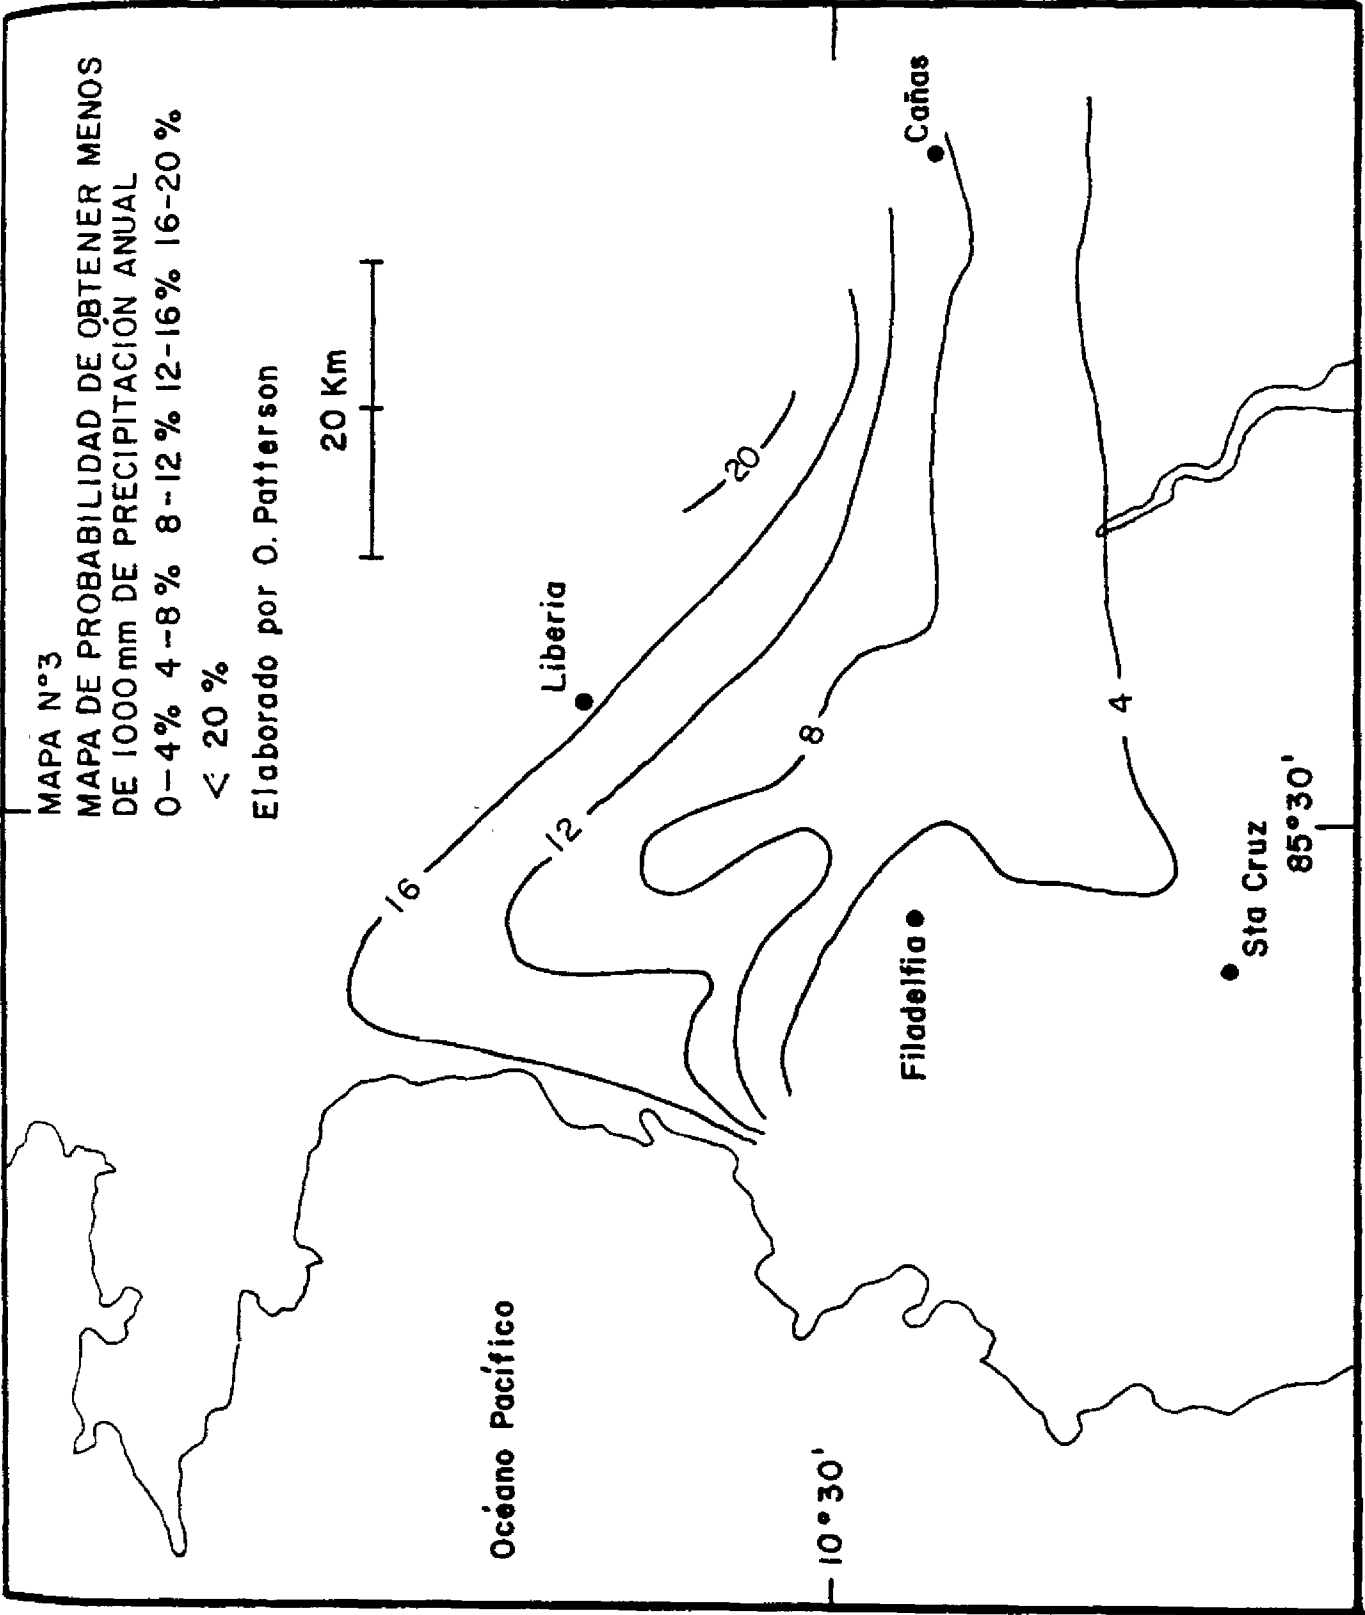 MAPA N°3
MAPA DE PROBABILIDAD DE OBTENER MENOS
DE 1000 mm DE PRECIPITACIÓN ANUAL
0-4% 4-8% 8-12% 12-16% 16-20%
< 20 %
Elaborado por O. Patterson
20 Km
Liberia
Cañas
20
16
12
8
4
Filadelfia
Sta Cruz
85°30'
Océano Pacífico
10°30'